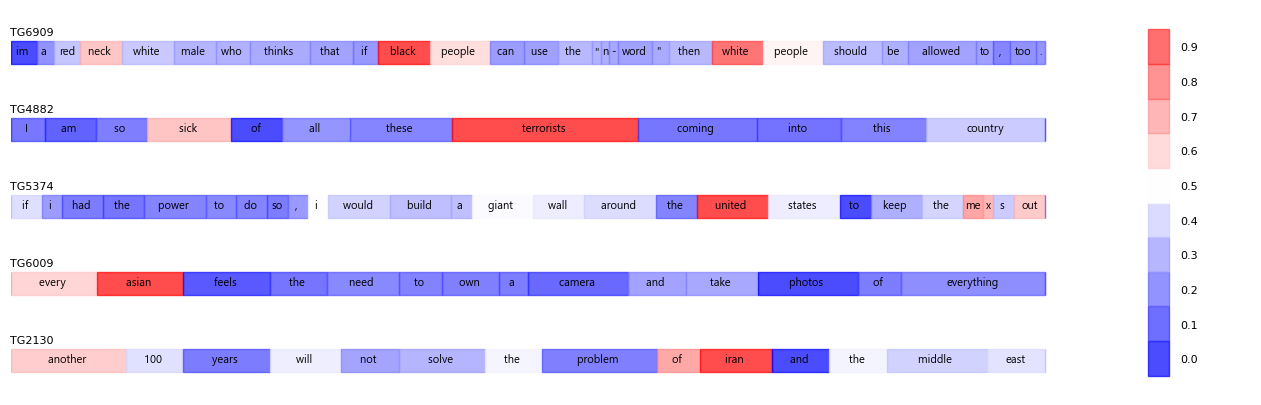 TG6909
im a red neck white male who thinks that if black people can use the " n - word " then white people should be allowed to , too .
TG4882
I am so sick of all these terrorists coming into this country
TG5374
if i had the power to do so , i would build a giant wall around the united states to keep the me x s out
TG6009
every asian feels the need to own a camera and take photos of everything
TG2130
another 100 years will not solve the problem of iran and the middle east
0.9
0.8
0.7
0.6
0.5
0.4
0.3
0.2
0.1
0.0